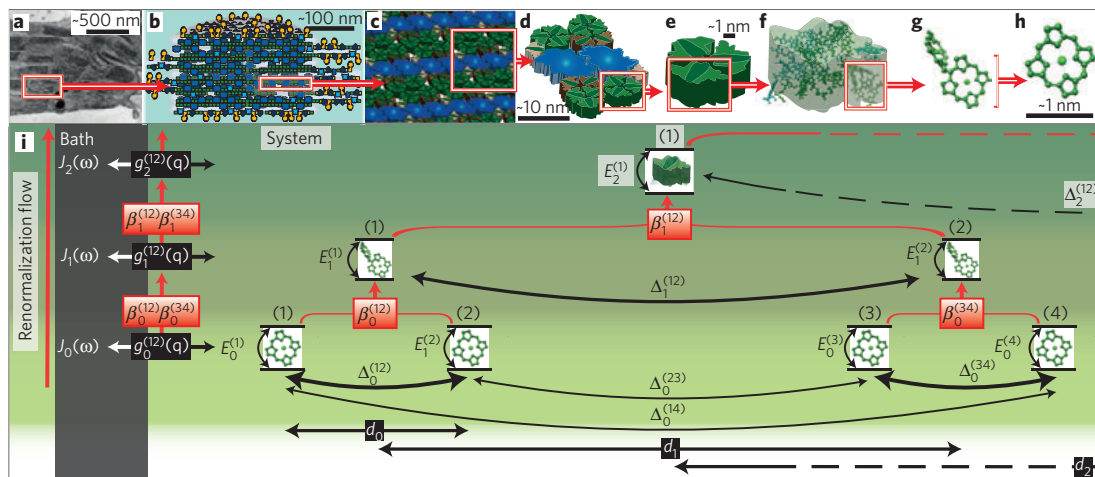 a ~500 nm b ~100 nm c d e ~1 nm f g h
~10 nm ~1 nm
i Bath System (1)
J₂(ω) g₂⁽¹²⁾(q) E₂⁽¹⁾ Δ₂⁽¹²⁾
Renormalization flow
β₁⁽¹²⁾β₁⁽³⁴⁾ β₁⁽¹²⁾
(1) (2)
J₁(ω) g₁⁽¹²⁾(q) E₁⁽¹⁾ E₁⁽²⁾
Δ₁⁽¹²⁾
β₀⁽¹²⁾β₀⁽³⁴⁾ β₀⁽¹²⁾ β₀⁽³⁴⁾
(1) (2) (3) (4)
J₀(ω) g₀⁽¹²⁾(q) E₀⁽¹⁾ E₁⁽²⁾ E₀⁽³⁾ E₀⁽⁴⁾
Δ₀⁽¹²⁾ Δ₀⁽²³⁾ Δ₀⁽³⁴⁾
Δ₀⁽¹⁴⁾
d₀
d₁
d₂